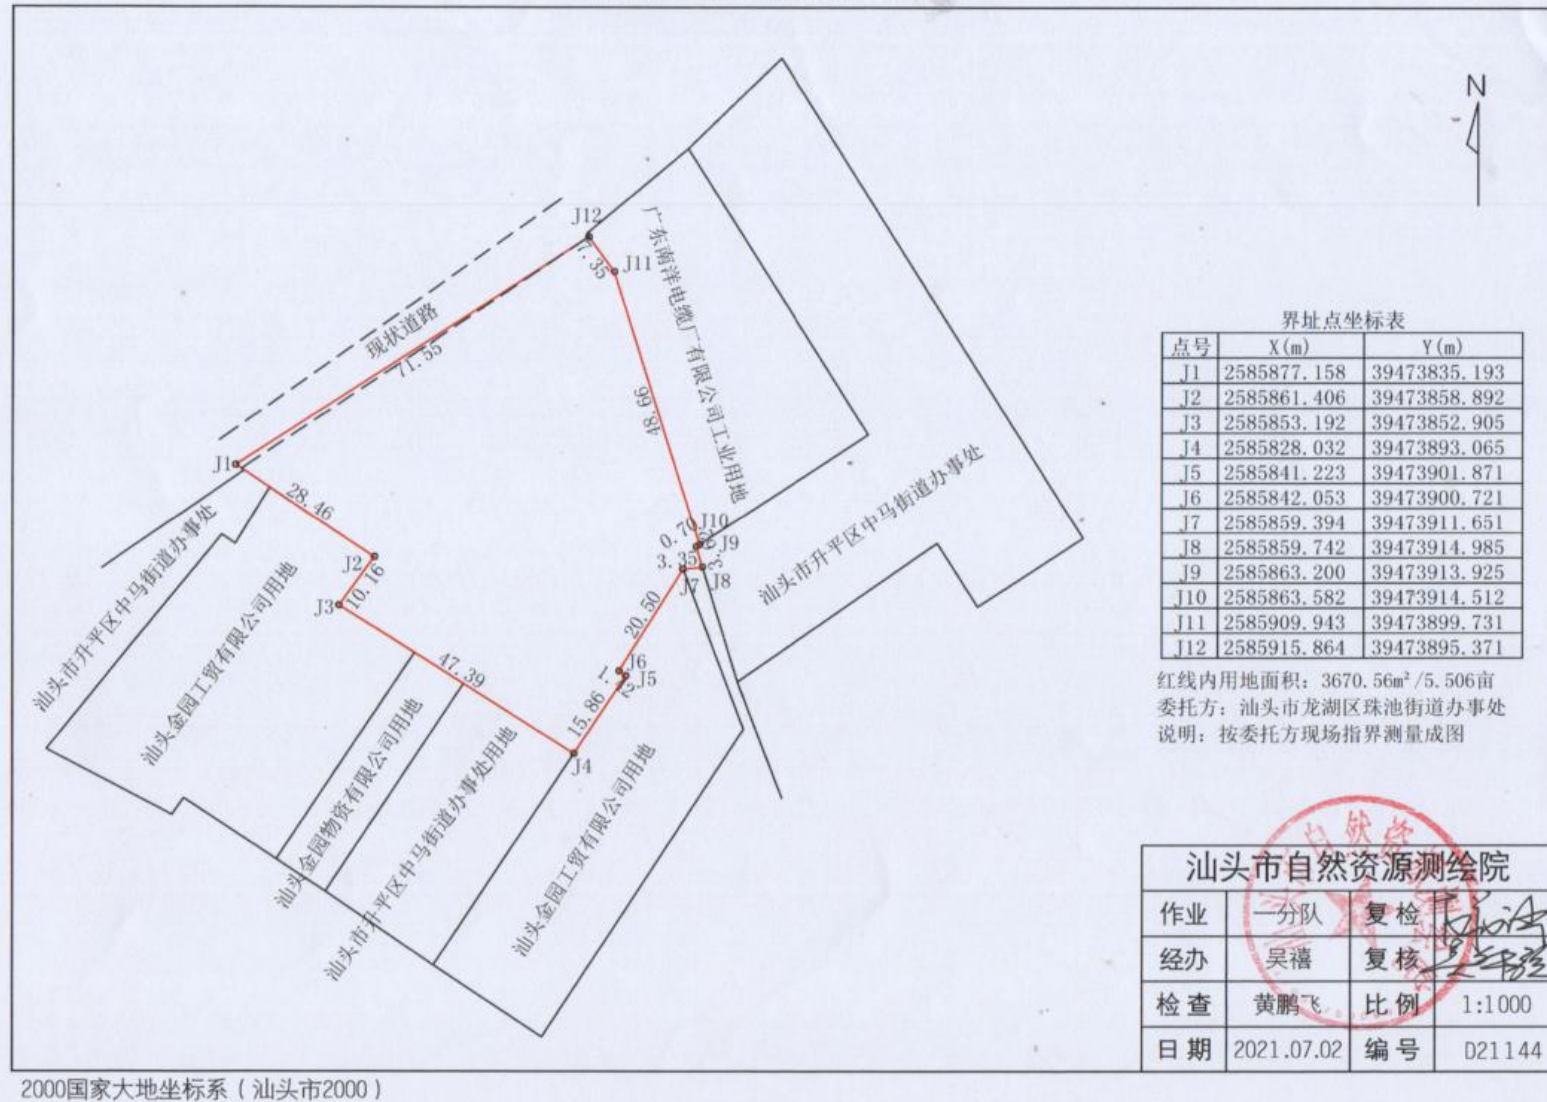 N
J12
7.35
J11
广东南洋电缆厂有限公司工业用地
现状道路
71.55
48.66
J1
28.46
J2
10.16
J3
47.39
J10
0.70
J9
3.62
3.35
J8
J7
20.50
J6
1.42
J5
15.86
J4
汕头市升平区中马街道办事处
汕头市升平区中马街道办事处
汕头金园工贸有限公司用地
汕头金园物资有限公司用地
汕头市升平区中马街道办事处用地
汕头金园工贸有限公司用地
界址点坐标表
点号 X(m) Y(m)
J1 2585877.158 39473835.193
J2 2585861.406 39473858.892
J3 2585853.192 39473852.905
J4 2585828.032 39473893.065
J5 2585841.223 39473901.871
J6 2585842.053 39473900.721
J7 2585859.394 39473911.651
J8 2585859.742 39473914.985
J9 2585863.200 39473913.925
J10 2585863.582 39473914.512
J11 2585909.943 39473899.731
J12 2585915.864 39473895.371
红线内用地面积：3670.56m²/5.506亩
委托方：汕头市龙湖区珠池街道办事处
说明：按委托方现场指界测量成图
汕头市自然资源测绘院
作业 一分队 复检
经办 吴禧 复核
检查 黄鹏飞 比例 1:1000
日期 2021.07.02 编号 D21144
2000国家大地坐标系（汕头市2000）